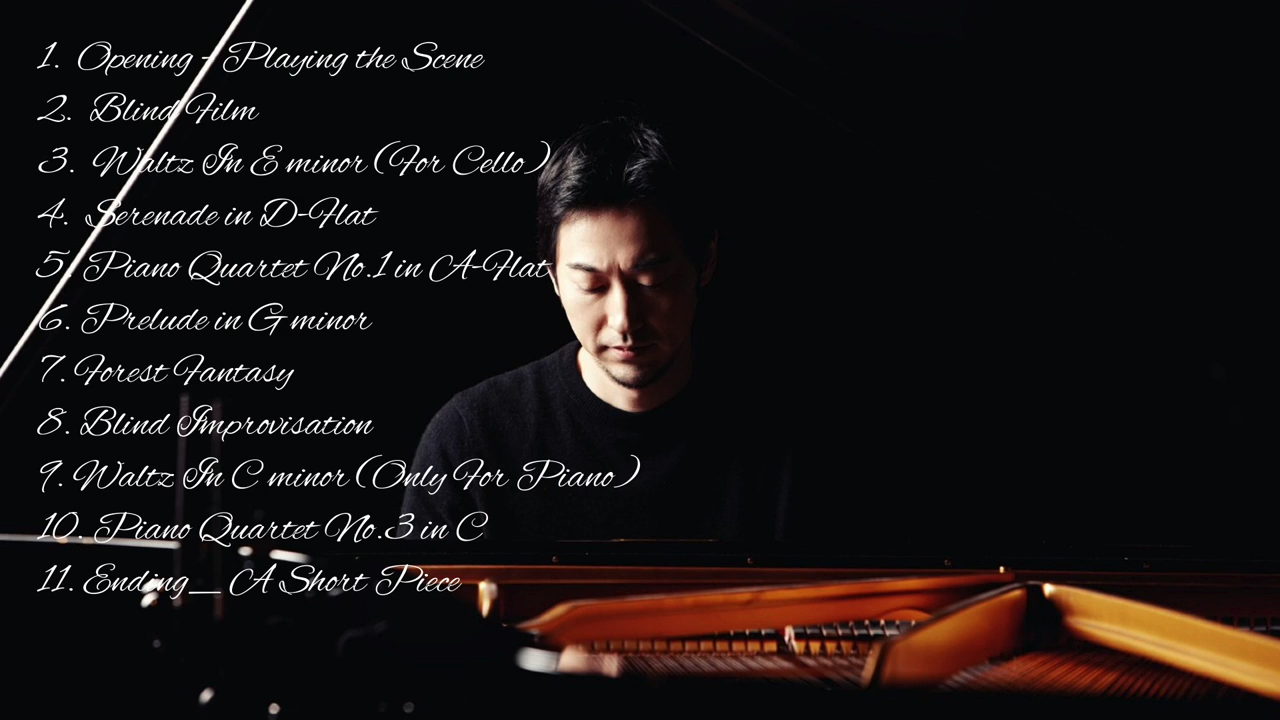 1. Opening - Playing the Scene
2. Blind Film
3. Waltz In E minor (For Cello)
4. Serenade in D-Flat
5. Piano Quartet No.1 in A-Flat
6. Prelude in G minor
7. Forest Fantasy
8. Blind Improvisation
9. Waltz In C minor (Only For Piano)
10. Piano Quartet No.3 in C
11. Ending__ A Short Piece